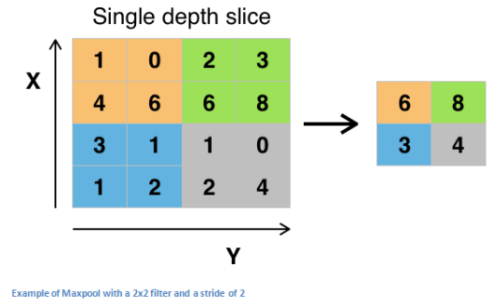 Single depth slice
X
1 0 2 3
4 6 6 8
3 1 1 0
1 2 2 4
6 8
3 4
Y
Example of Maxpool with a 2x2 filter and a stride of 2